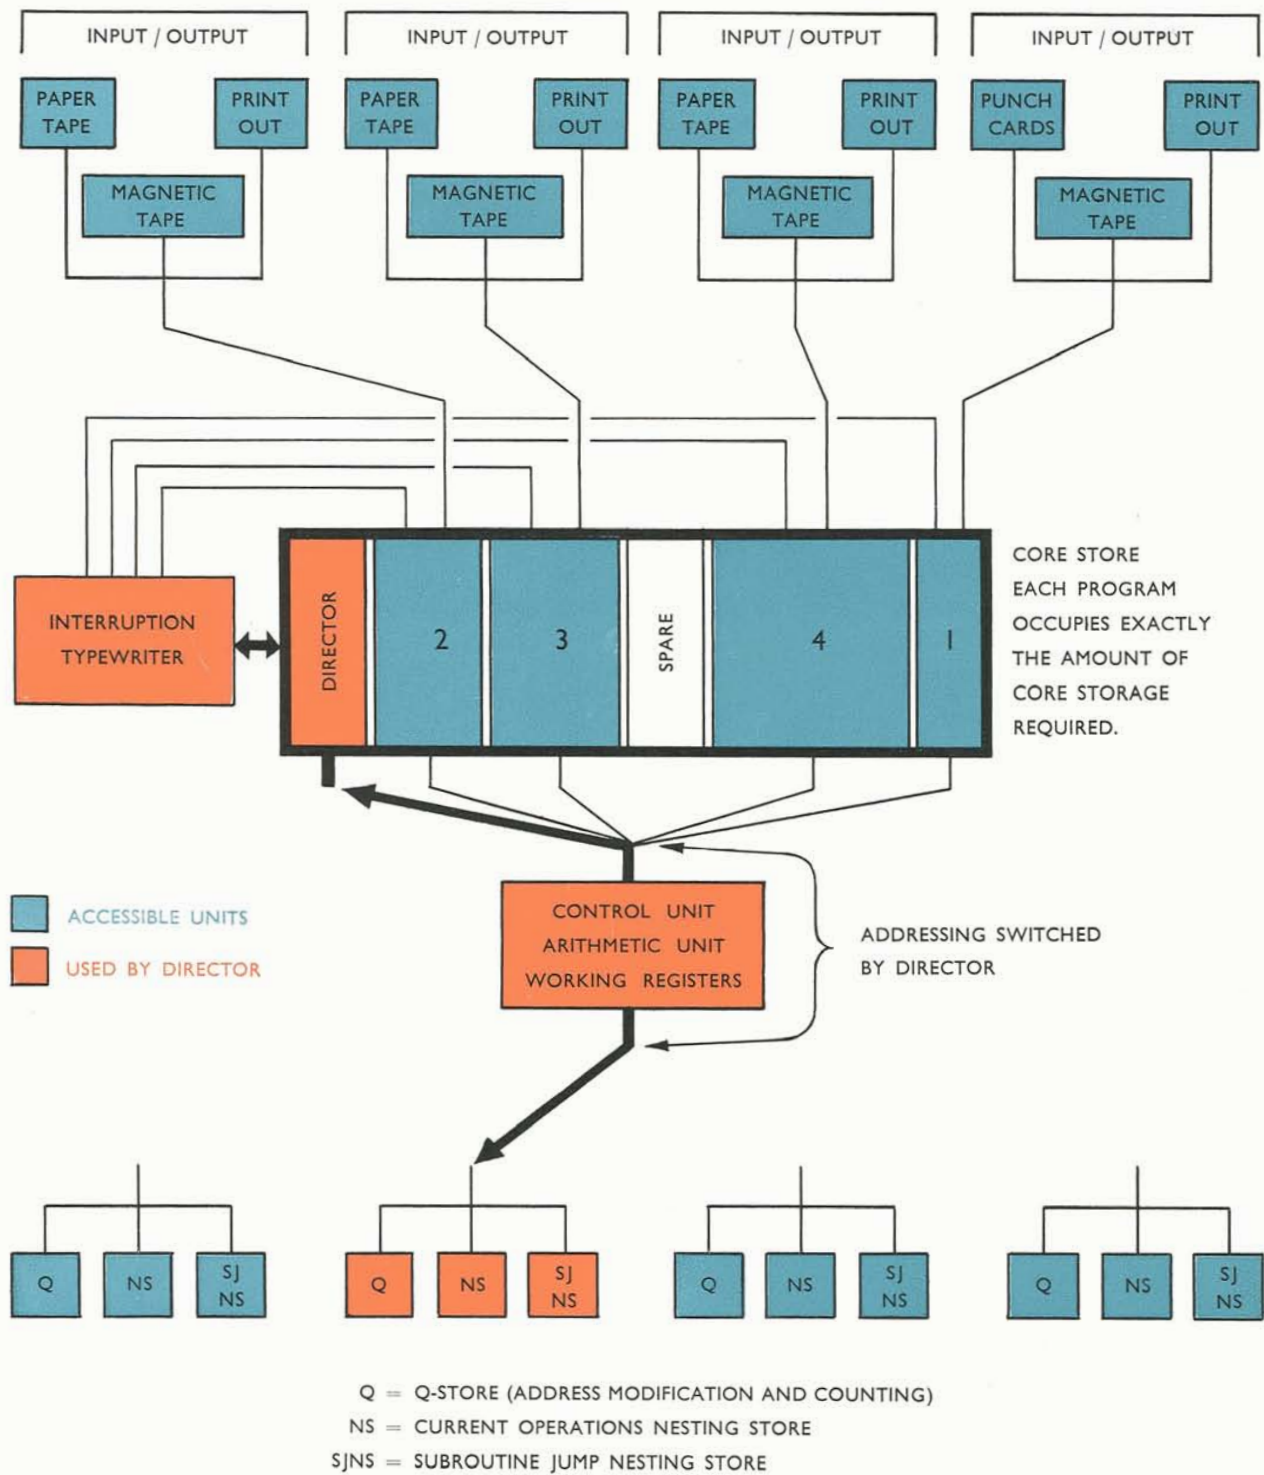 INPUT / OUTPUT
INPUT / OUTPUT
INPUT / OUTPUT
INPUT / OUTPUT
PAPER
TAPE
PRINT
OUT
PAPER
TAPE
PRINT
OUT
PAPER
TAPE
PRINT
OUT
PUNCH
CARDS
PRINT
OUT
MAGNETIC
TAPE
MAGNETIC
TAPE
MAGNETIC
TAPE
MAGNETIC
TAPE
INTERRUPTION
TYPEWRITER
DIRECTOR
2
3
SPARE
4
1
CORE STORE
EACH PROGRAM
OCCUPIES EXACTLY
THE AMOUNT OF
CORE STORAGE
REQUIRED.
ACCESSIBLE UNITS
USED BY DIRECTOR
CONTROL UNIT
ARITHMETIC UNIT
WORKING REGISTERS
ADDRESSING SWITCHED
BY DIRECTOR
Q
NS
SJ
NS
Q
NS
SJ
NS
Q
NS
SJ
NS
Q
NS
SJ
NS
Q = Q-STORE (ADDRESS MODIFICATION AND COUNTING)
NS = CURRENT OPERATIONS NESTING STORE
SJNS = SUBROUTINE JUMP NESTING STORE